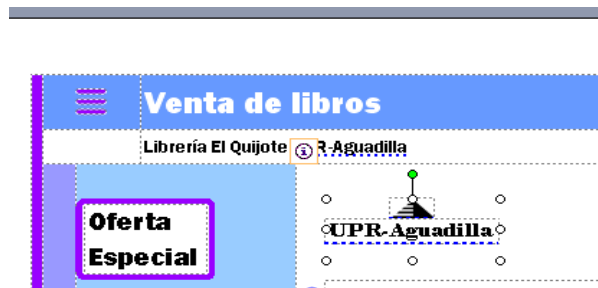 Venta de libros
Librería El Quijote R-Aguadilla
Oferta
Especial
UPR-Aguadilla